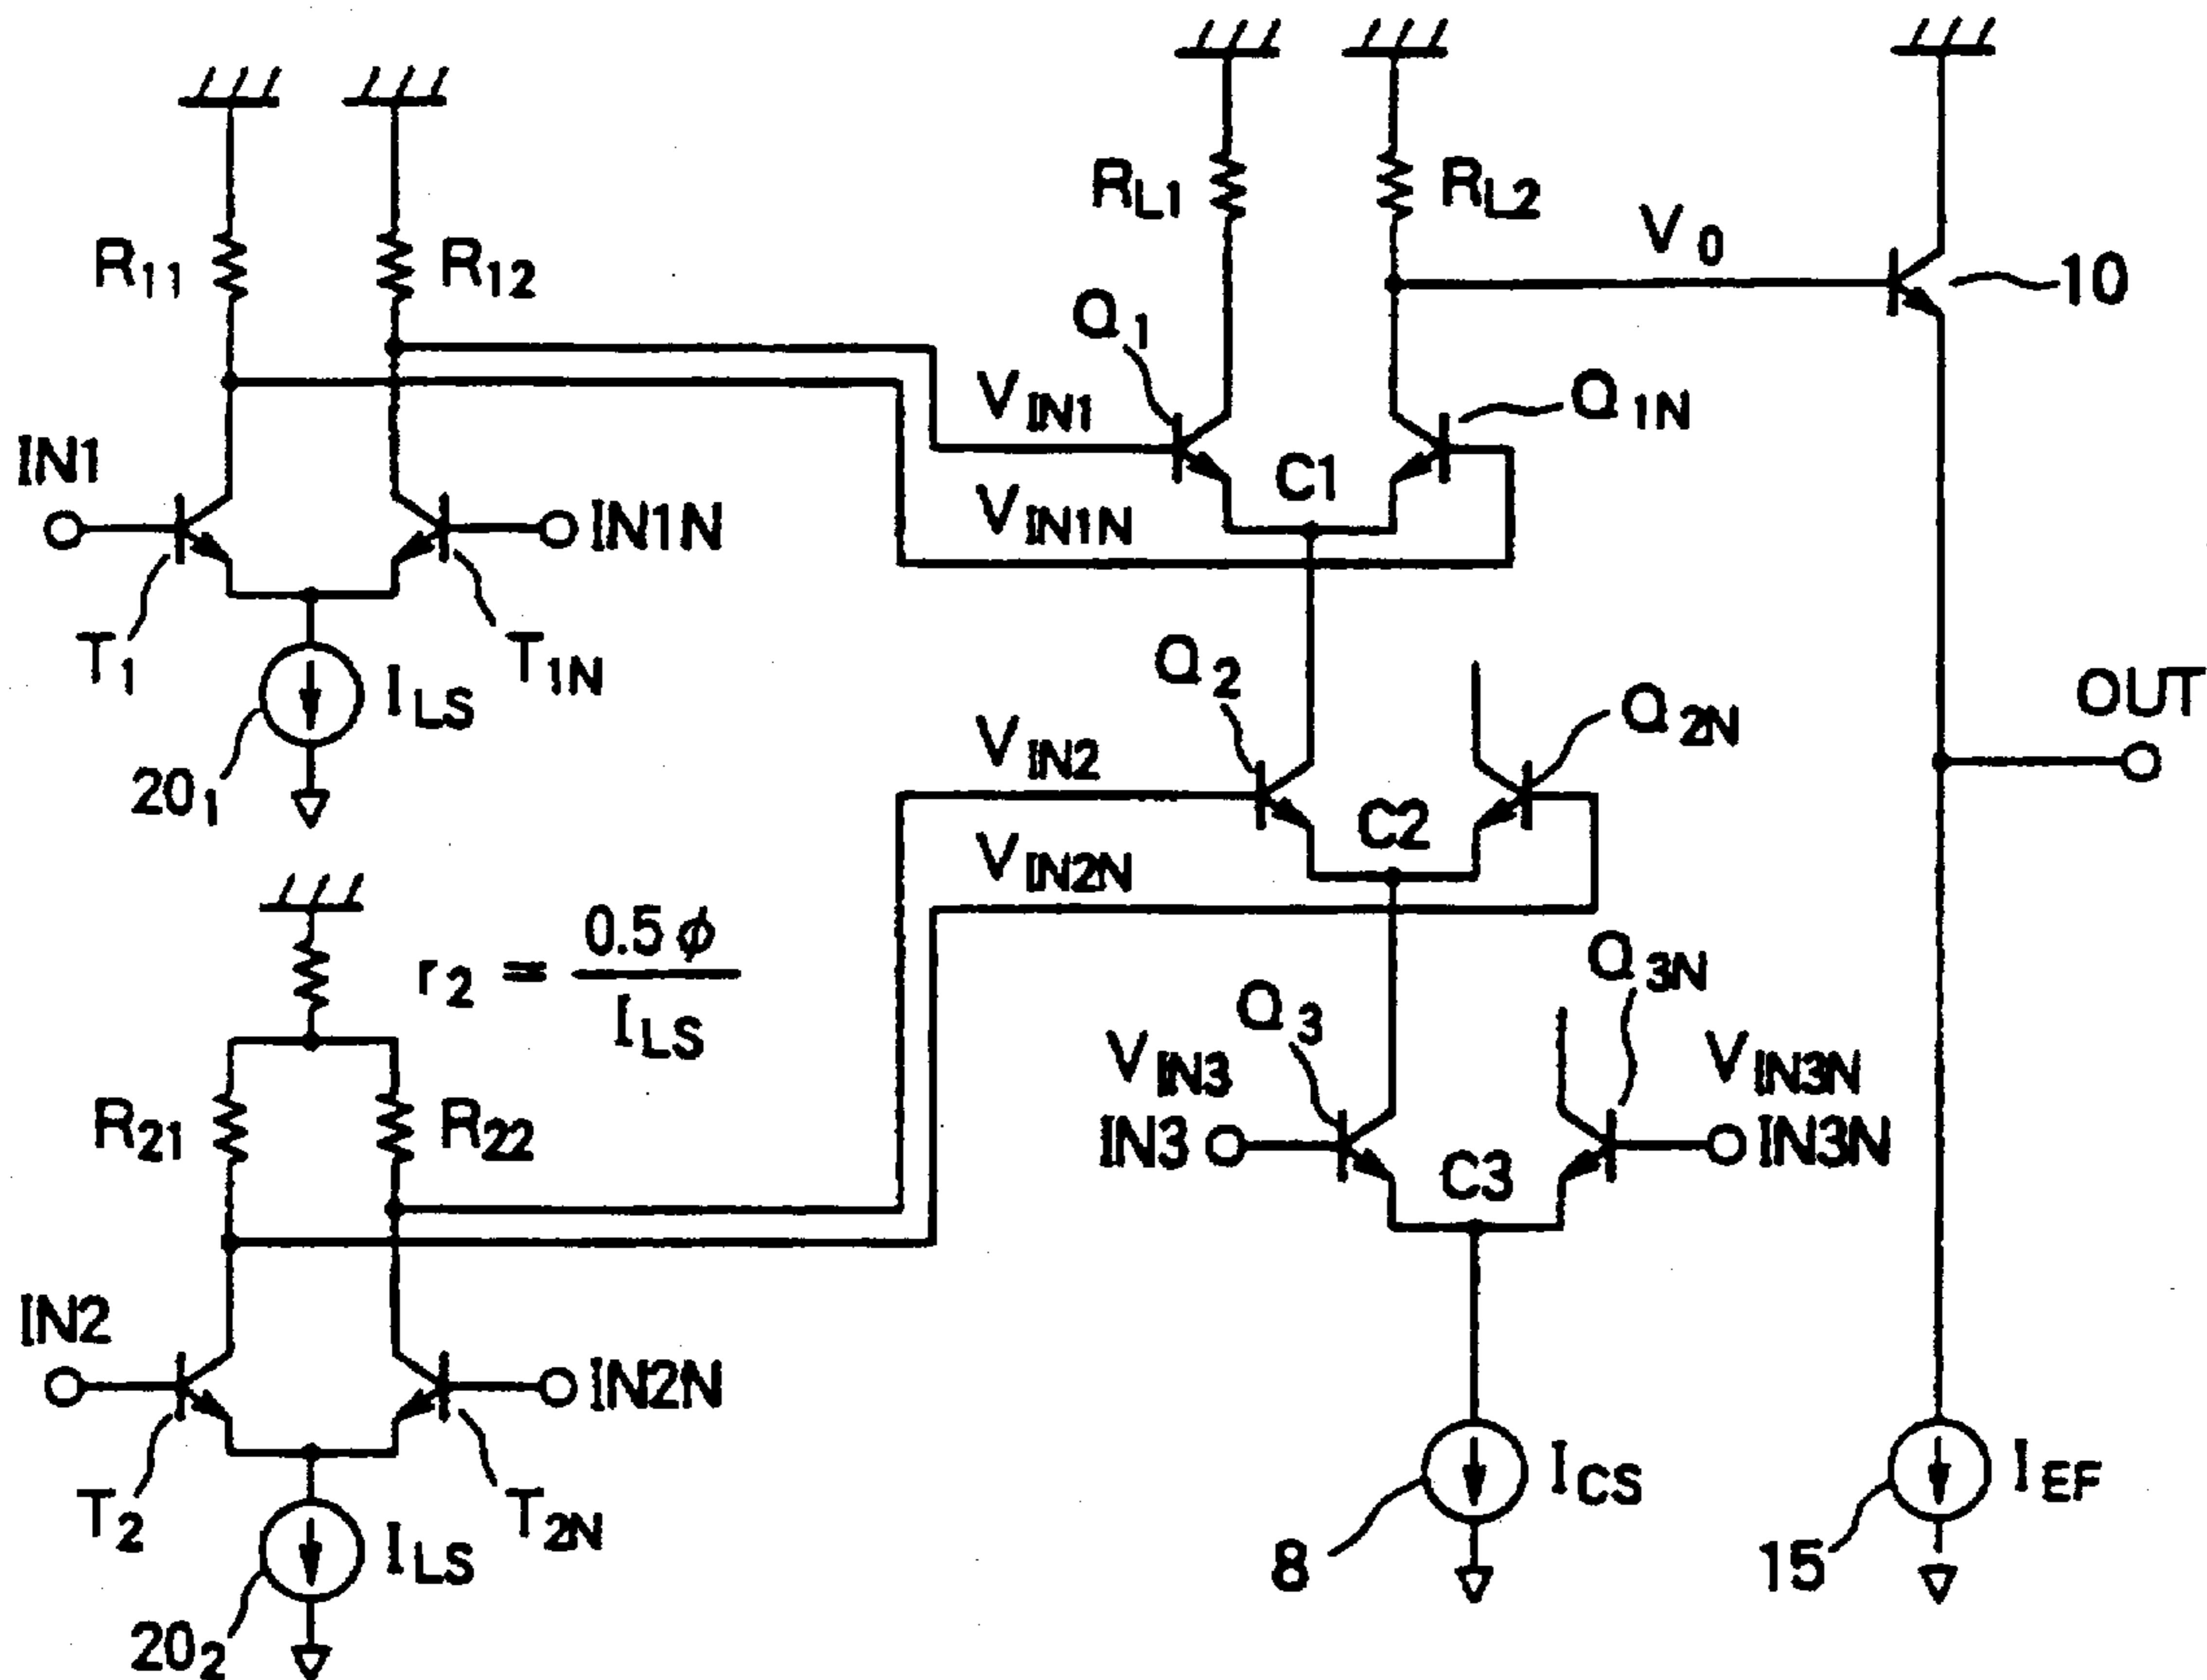 R11
R12
RL1
RL2
V0
10
Q1
Q1N
VIN1
C1
VIN1N
IN1
IN1N
T1
T1N
ILS
201
Q2
Q2N
VIN2
C2
VIN2N
OUT
r2 = 0.5φ / ILS
R21
R22
Q3
Q3N
VIN3
VIN3N
IN3
C3
IN3N
IN2
IN2N
T2
T2N
ILS
202
ICS
8
IEF
15